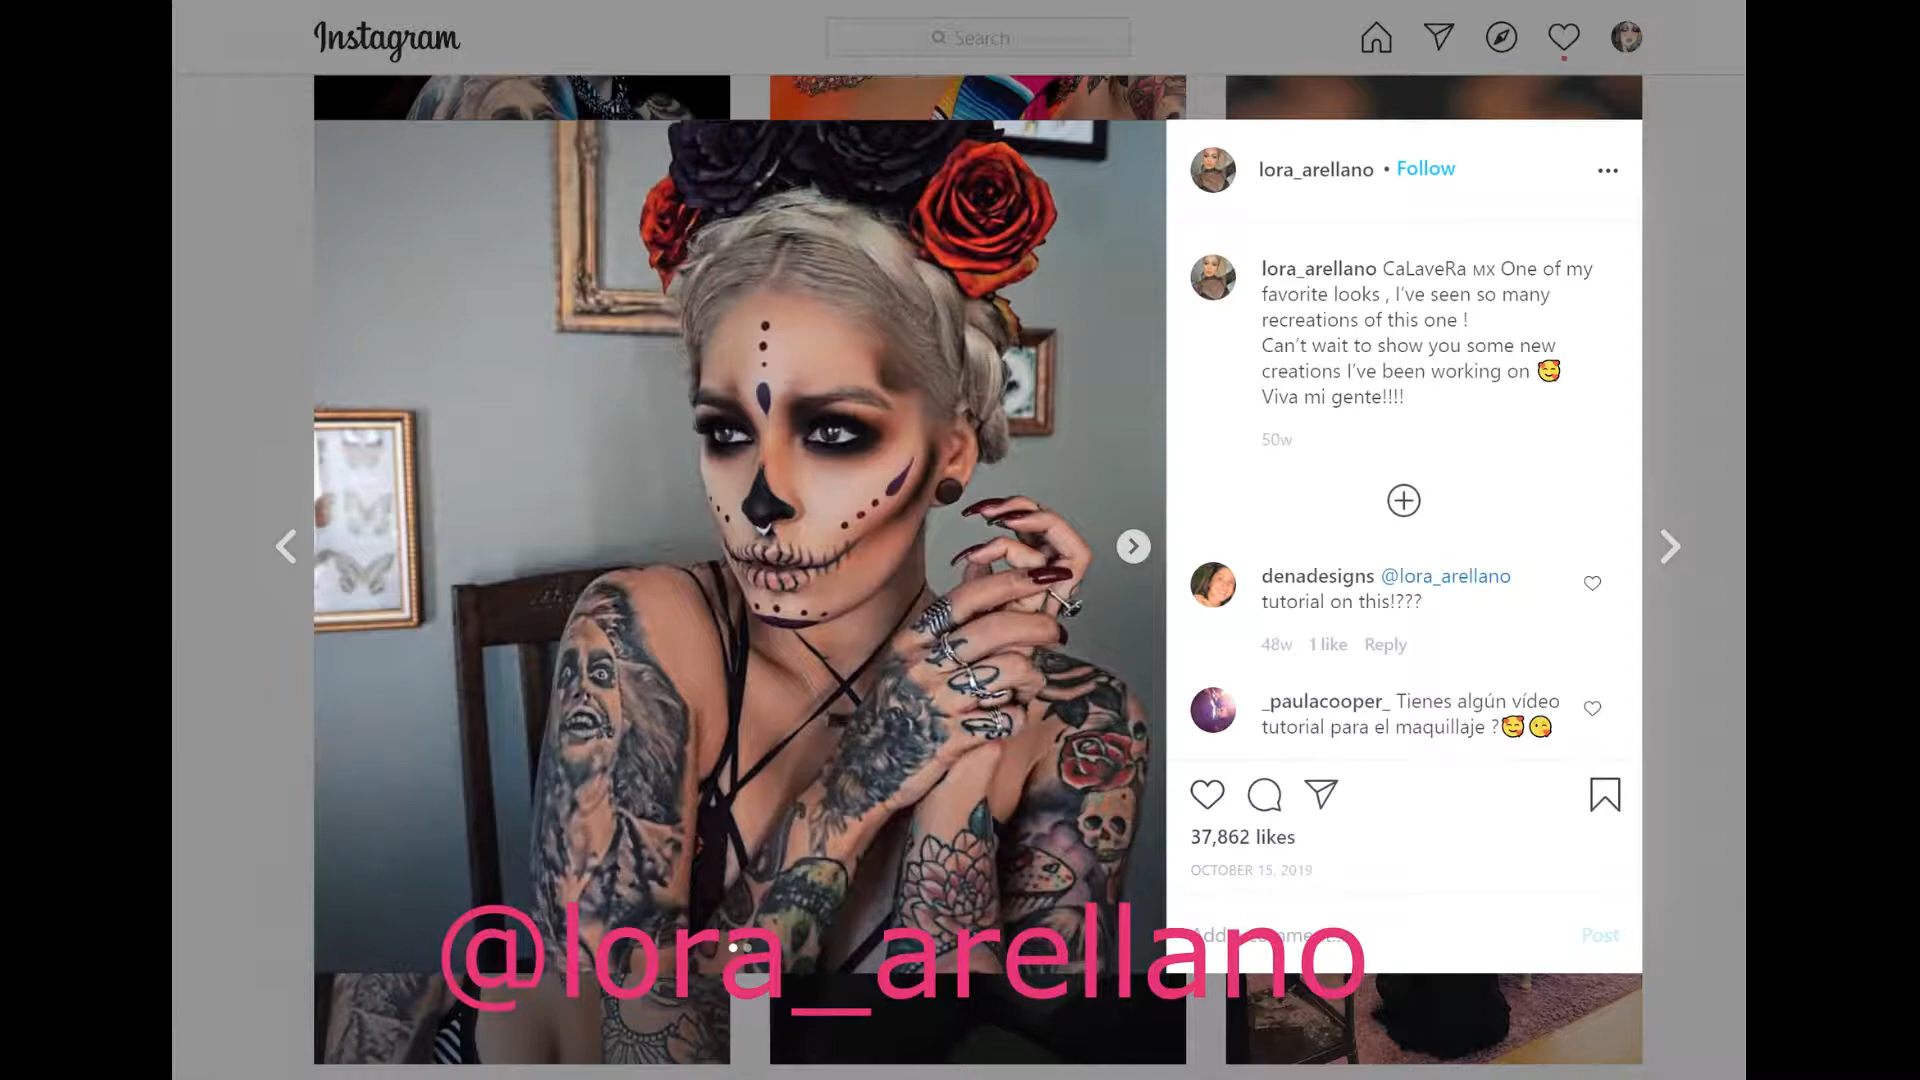 Instagram
Search
lora_arellano • Follow
lora_arellano CaLaveRa мx One of my
favorite looks , I've seen so many
recreations of this one !
Can't wait to show you some new
creations I've been working on 🥰
Viva mi gente!!!!
50w
denadesigns @lora_arellano
tutorial on this!???
48w 1 like Reply
_paulacooper_ Tienes algún vídeo
tutorial para el maquillaje ?🥰😘
37,862 likes
OCTOBER 15, 2019
Add a comment...
Post
@lora_arellano